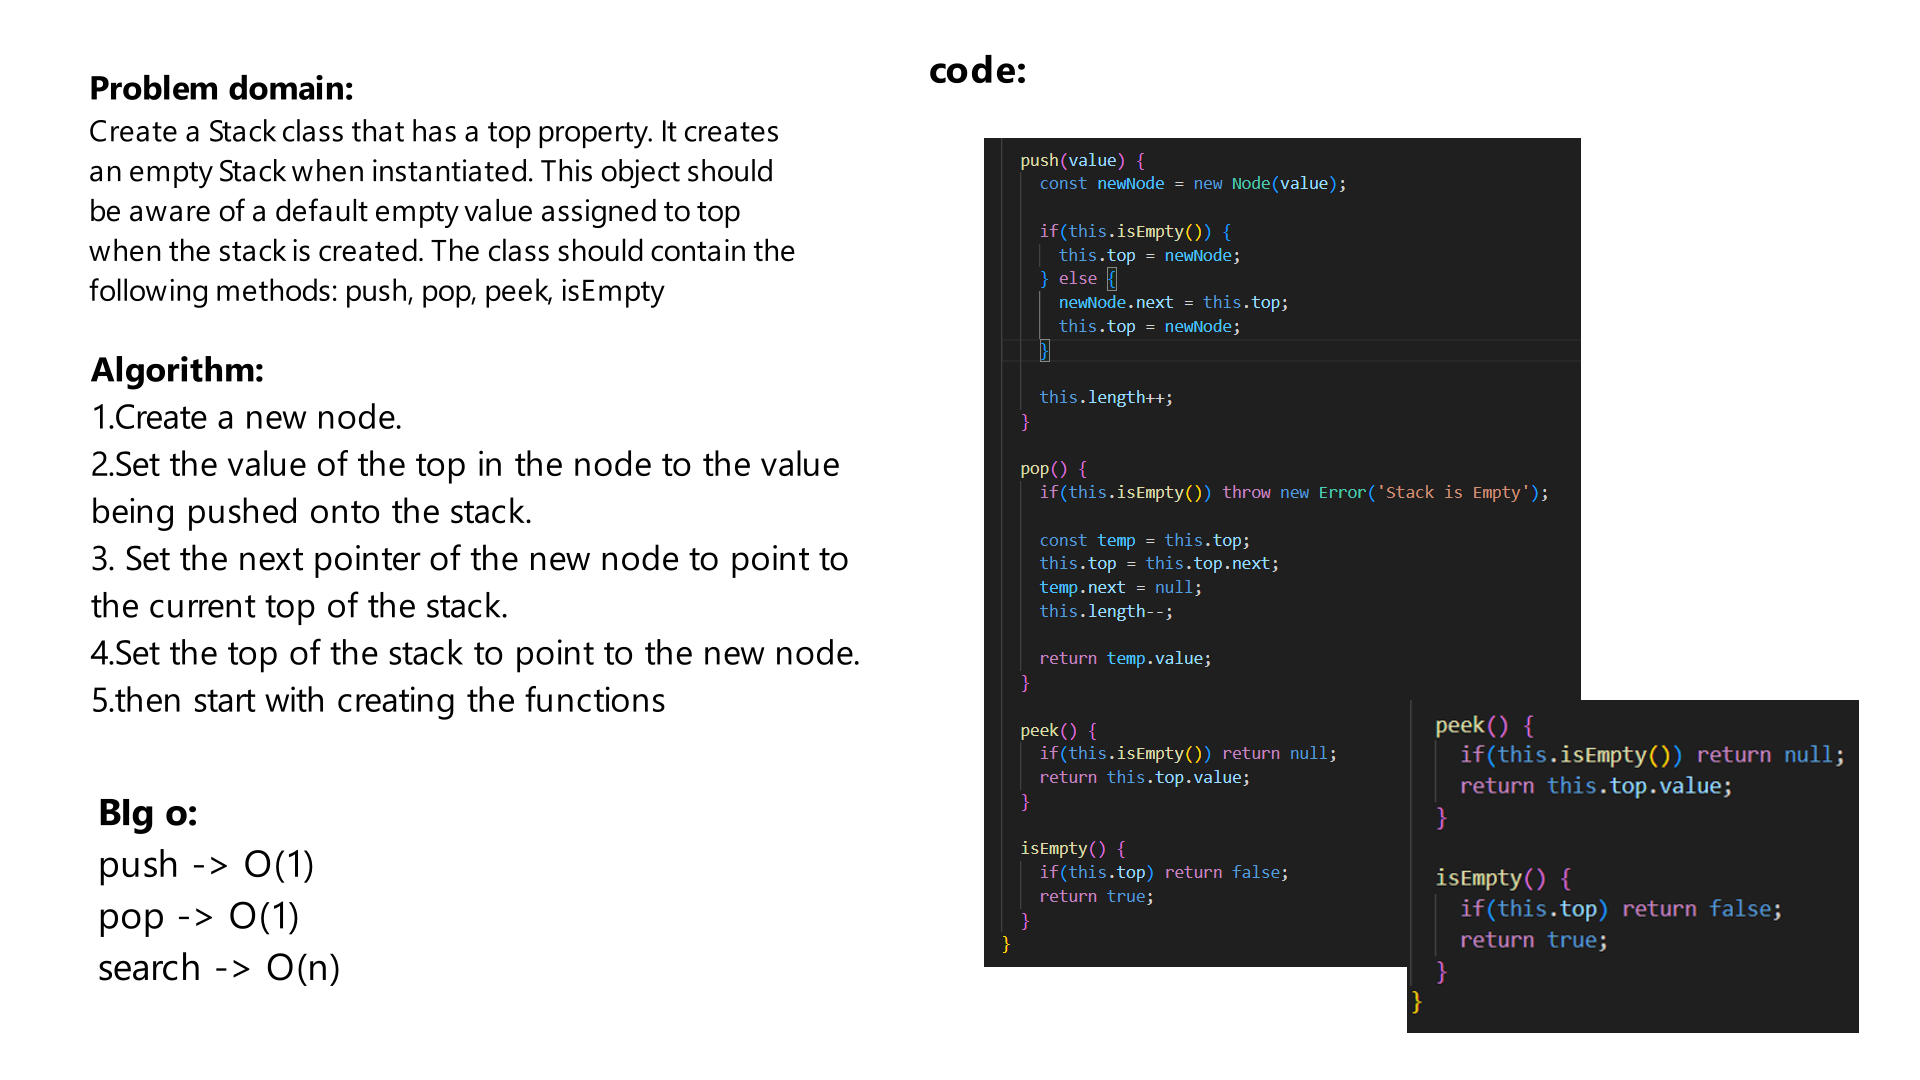 Problem domain:
Create a Stack class that has a top property. It creates
an empty Stack when instantiated. This object should
be aware of a default empty value assigned to top
when the stack is created. The class should contain the
following methods: push, pop, peek, isEmpty
Algorithm:
1.Create a new node.
2.Set the value of the top in the node to the value
being pushed onto the stack.
3. Set the next pointer of the new node to point to
the current top of the stack.
4.Set the top of the stack to point to the new node.
5.then start with creating the functions
BIg o:
push -> O(1)
pop -> O(1)
search -> O(n)
code:
push(value) {
const newNode = new Node(value);
if(this.isEmpty()) {
this.top = newNode;
} else {
newNode.next = this.top;
this.top = newNode;
}
this.length++;
}
pop() {
if(this.isEmpty()) throw new Error('Stack is Empty');
const temp = this.top;
this.top = this.top.next;
temp.next = null;
this.length--;
return temp.value;
}
peek() {
if(this.isEmpty()) return null;
return this.top.value;
}
isEmpty() {
if(this.top) return false;
return true;
}
}
peek() {
if(this.isEmpty()) return null;
return this.top.value;
}
isEmpty() {
if(this.top) return false;
return true;
}
}